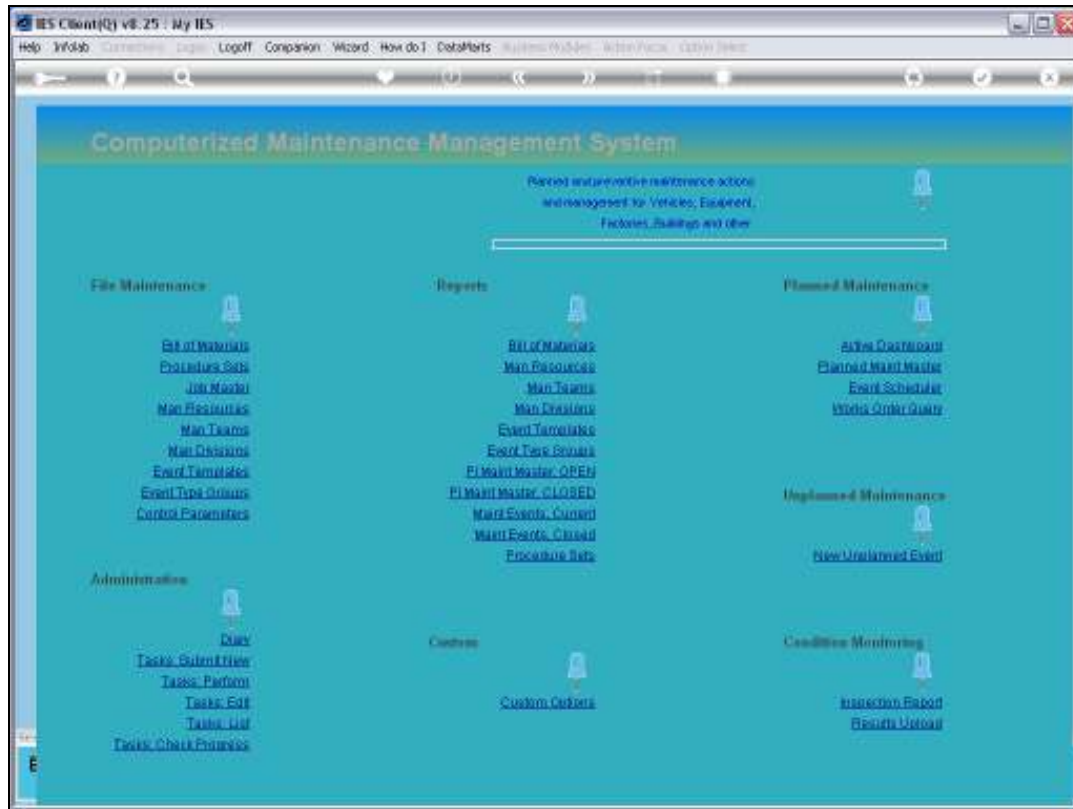 IES Client(Q) v8.25 : My IES
Help Infolab Logoff Companion Wizard How do I DataMarts
Computerized Maintenance Management System
Planned and preventive maintenance actions
and management for Vehicles, Equipment,
Factories, Buildings and other
File Maintenance
Bill of Materials
Procedure Sets
Job Master
Man Resources
Man Teams
Man Divisions
Event Templates
Event Type Groups
Control Parameters
Administration
Diary
Tasks: Submit New
Tasks: Perform
Tasks: Edit
Tasks: List
Tasks: Check Progress
Reports
Bill of Materials
Man Resources
Man Teams
Man Divisions
Event Templates
Event Type Groups
Pl Maint Master: OPEN
Pl Maint Master: CLOSED
Maint Events, Current
Maint Events, Closed
Procedure Sets
Custom
Custom Options
Planned Maintenance
Active Dashboard
Planned Maint Master
Event Scheduler
Works Order Query
Unplanned Maintenance
New Unplanned Event
Condition Monitoring
Inspection Report
Results Upload